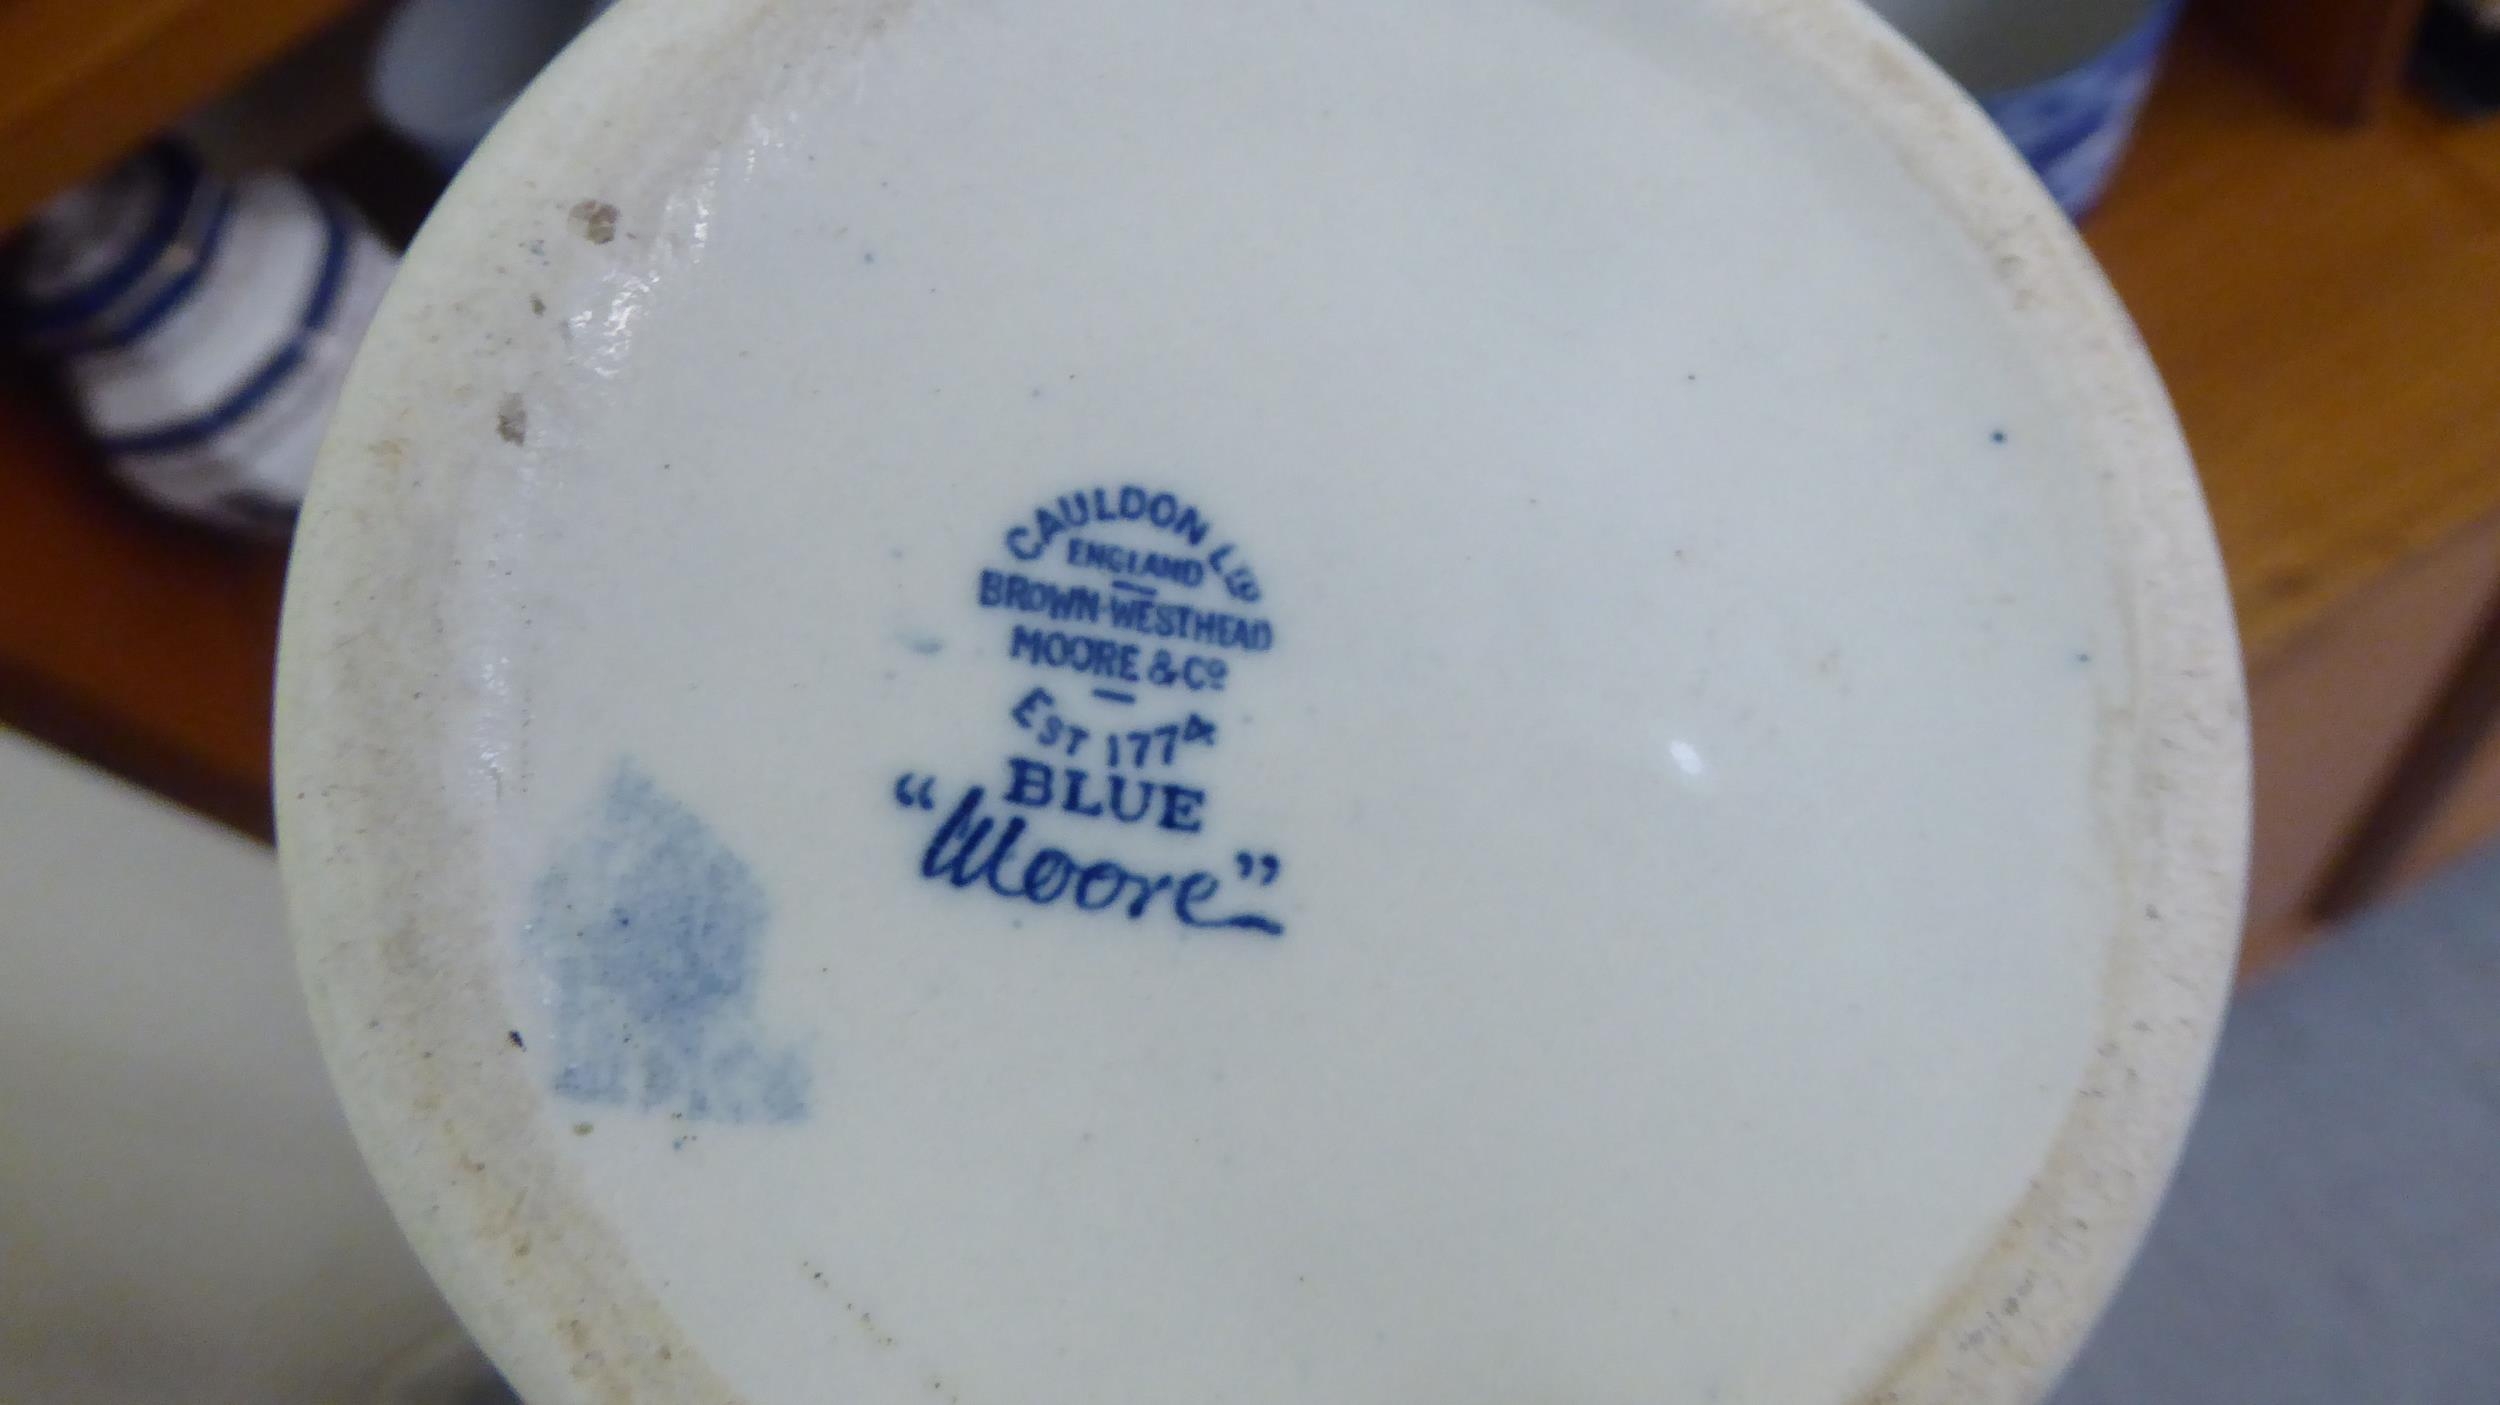 CAULDON LTD
ENGLAND
BROWN-WESTHEAD
MOORE & Co
EST 1774
BLUE
"Moore"